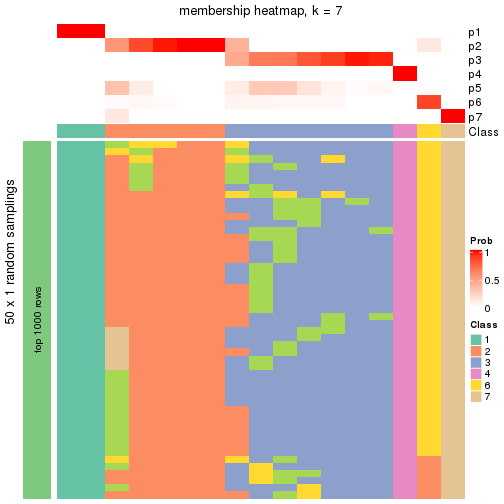 membership heatmap, k = 7
p1
p2
p3
p4
p5
p6
p7
Class
50 x 1 random samplings
top 1000 rows
Prob
1
0.5
0
Class
1
2
3
4
6
7